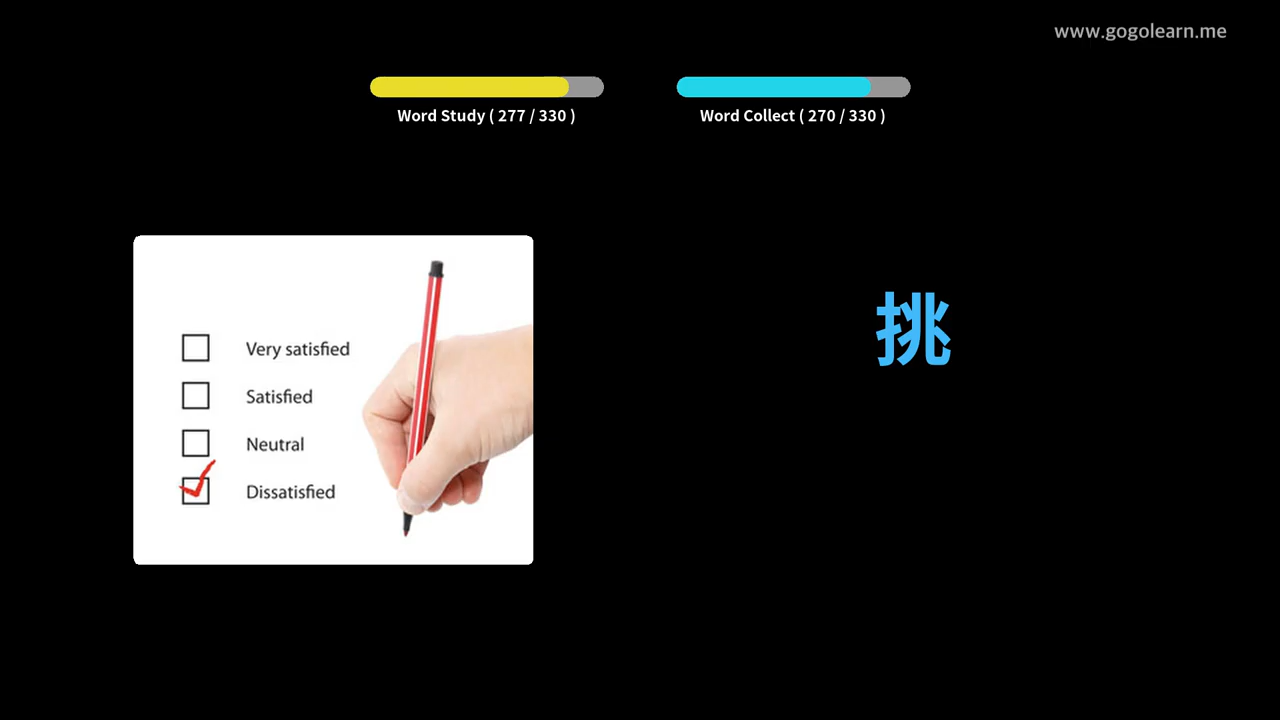 www.gogolearn.me
Word Study ( 277 / 330 )
Word Collect ( 270 / 330 )
Very satisfied
Satisfied
Neutral
Dissatisfied
挑